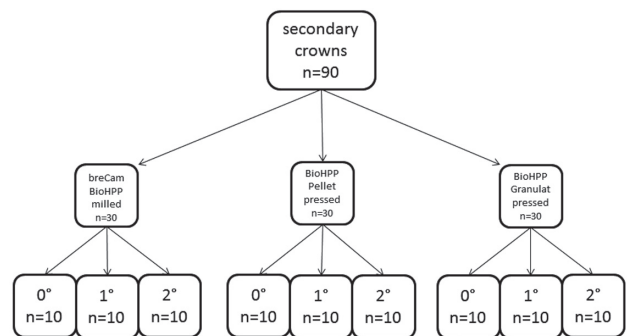 secondary
crowns
n=90
breCam
BioHPP
milled
n=30
BioHPP
Pellet
pressed
n=30
BioHPP
Granulat
pressed
n=30
0°
n=10
1°
n=10
2°
n=10
0°
n=10
1°
n=10
2°
n=10
0°
n=10
1°
n=10
2°
n=10